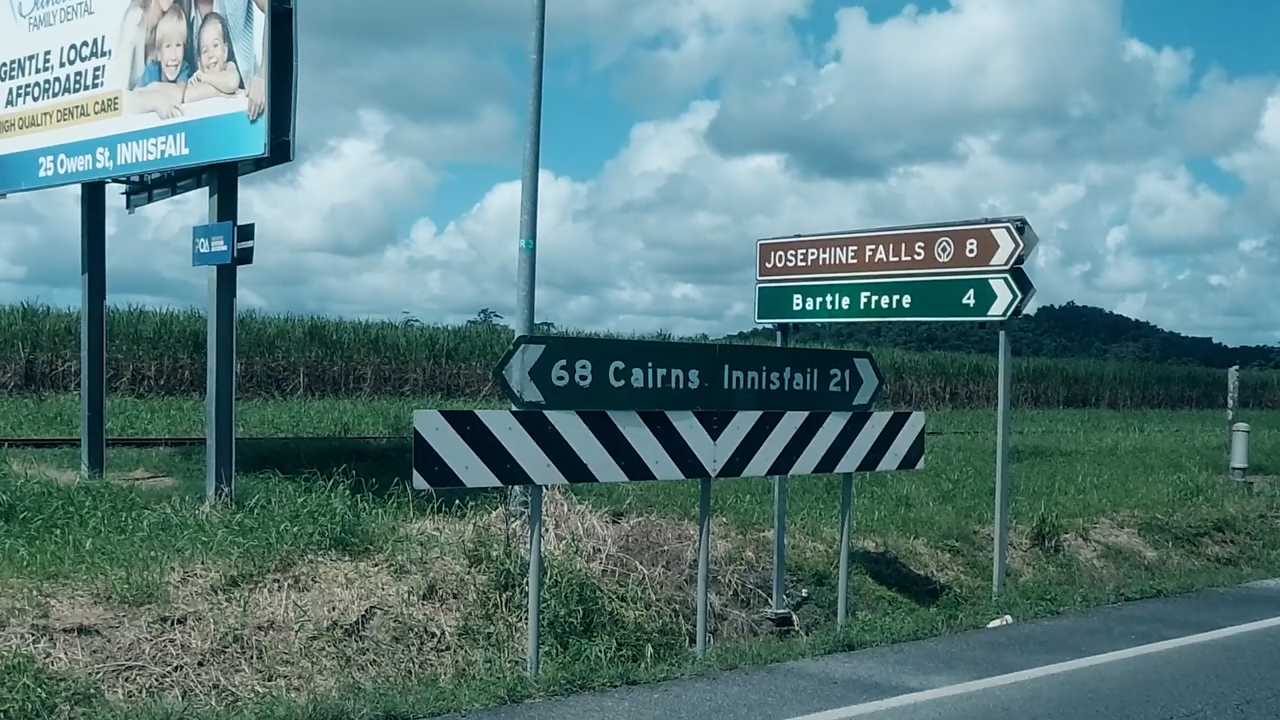 FAMILY DENTAL
GENTLE, LOCAL,
AFFORDABLE!
HIGH QUALITY DENTAL CARE
25 Owen St, INNISFAIL
JOSEPHINE FALLS 8
Bartle Frere 4
68 Cairns Innisfail 21